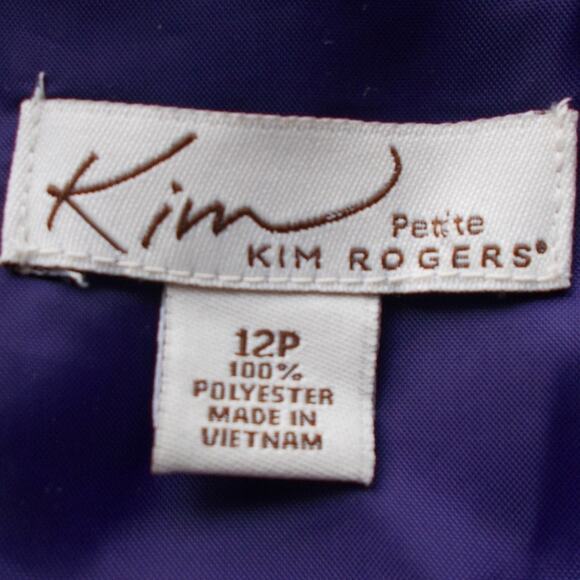 Kim
Petite
KIM ROGERS®
12P
100%
POLYESTER
MADE IN
VIETNAM